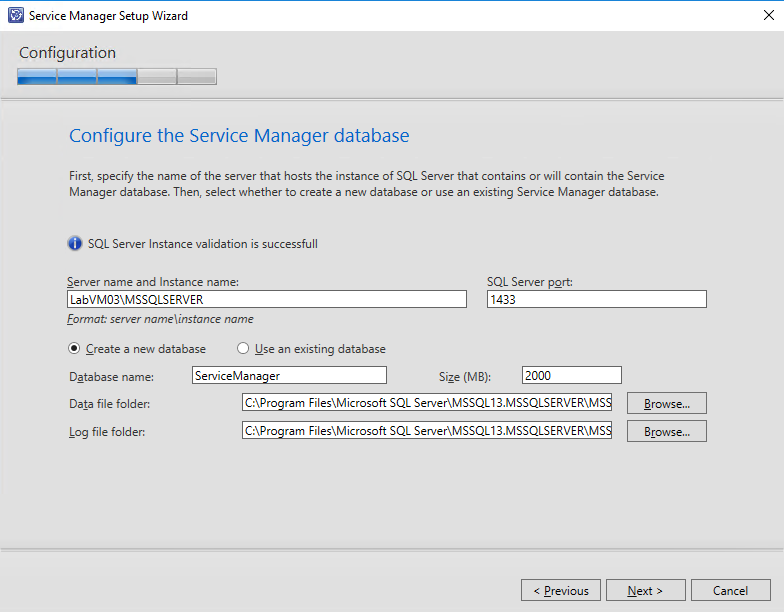 Service Manager Setup Wizard
Configuration
Configure the Service Manager database
First, specify the name of the server that hosts the instance of SQL Server that contains or will contain the Service
Manager database. Then, select whether to create a new database or use an existing Service Manager database.
SQL Server Instance validation is successfull
Server name and Instance name:
SQL Server port:
LabVM03\MSSQLSERVER
1433
Format: server name\instance name
Create a new database
Use an existing database
Database name:
ServiceManager
Size (MB):
2000
Data file folder:
C:\Program Files\Microsoft SQL Server\MSSQL13.MSSQLSERVER\MSS
Browse...
Log file folder:
C:\Program Files\Microsoft SQL Server\MSSQL13.MSSQLSERVER\MSS
Browse...
< Previous
Next >
Cancel